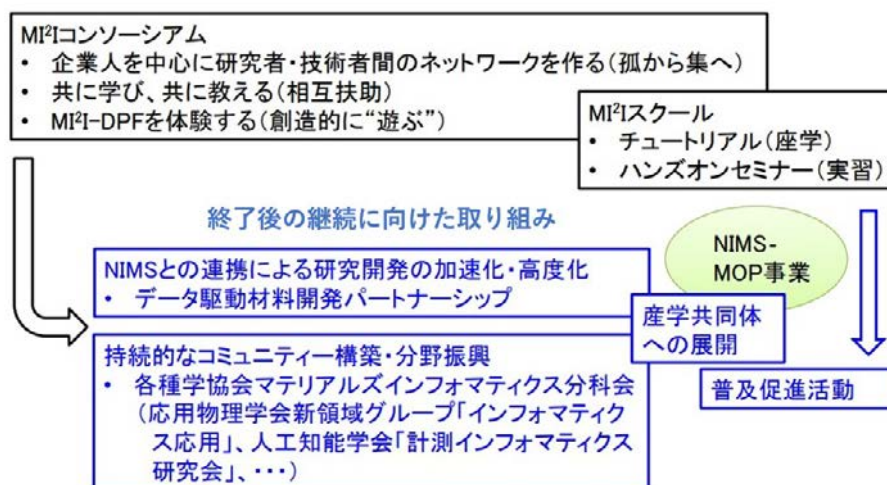 MI²Iコンソーシアム
• 企業人を中心に研究者・技術者間のネットワークを作る(孤から集へ)
• 共に学び、共に教える(相互扶助)
• MI²I-DPFを体験する(創造的に“遊ぶ”)
MI²Iスクール
• チュートリアル(座学)
• ハンズオンセミナー(実習)
終了後の継続に向けた取り組み
NIMS-
MOP事業
NIMSとの連携による研究開発の加速化・高度化
• データ駆動材料開発パートナーシップ
産学共同体
への展開
持続的なコミュニティー構築・分野振興
• 各種学協会マテリアルズインフォマティクス分科会
(応用物理学会新領域グループ「インフォマティク
ス応用」、人工知能学会「計測インフォマティクス
研究会」、・・・)
普及促進活動